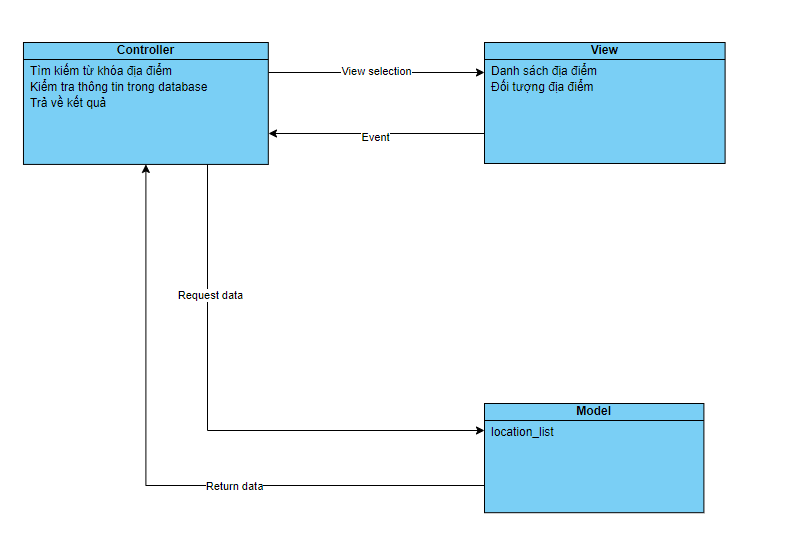 Controller
Tìm kiếm từ khóa địa điểm
Kiểm tra thông tin trong database
Trả về kết quả
View selection
Event
View
Danh sách địa điểm
Đối tượng địa điểm
Request data
Return data
Model
location_list